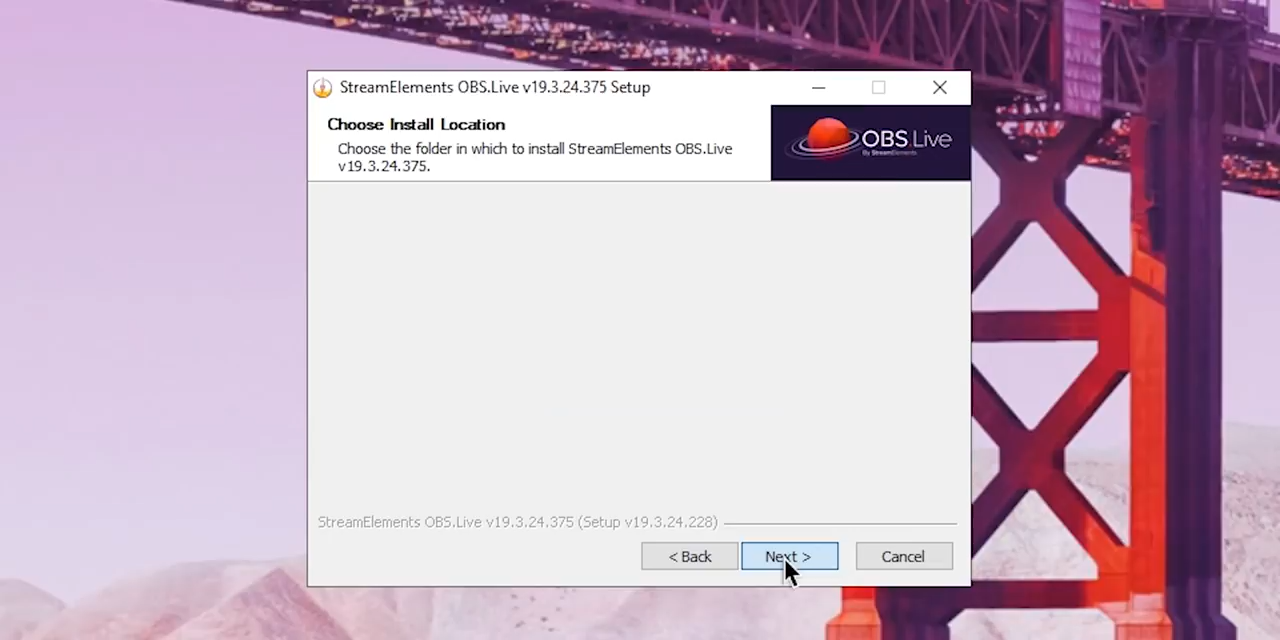 StreamElements OBS.Live v19.3.24.375 Setup
Choose Install Location
Choose the folder in which to install StreamElements OBS.Live
v19.3.24.375.
OBS.Live
By StreamElements
StreamElements OBS.Live v19.3.24.375 (Setup v19.3.24.228)
< Back
Next >
Cancel